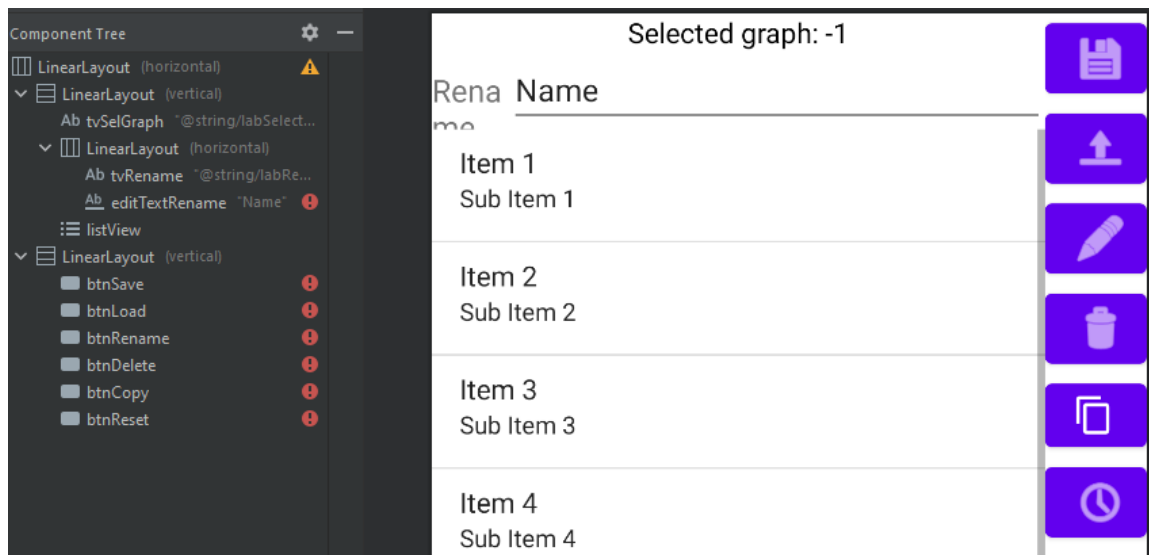 Component Tree
LinearLayout (horizontal)
LinearLayout (vertical)
Ab tvSelGraph "@string/labSelect...
LinearLayout (horizontal)
Ab tvRename "@string/labRe...
Ab editTextRename "Name"
listView
LinearLayout (vertical)
btnSave
btnLoad
btnRename
btnDelete
btnCopy
btnReset
Selected graph: -1
Rena
me
Name
Item 1
Sub Item 1
Item 2
Sub Item 2
Item 3
Sub Item 3
Item 4
Sub Item 4